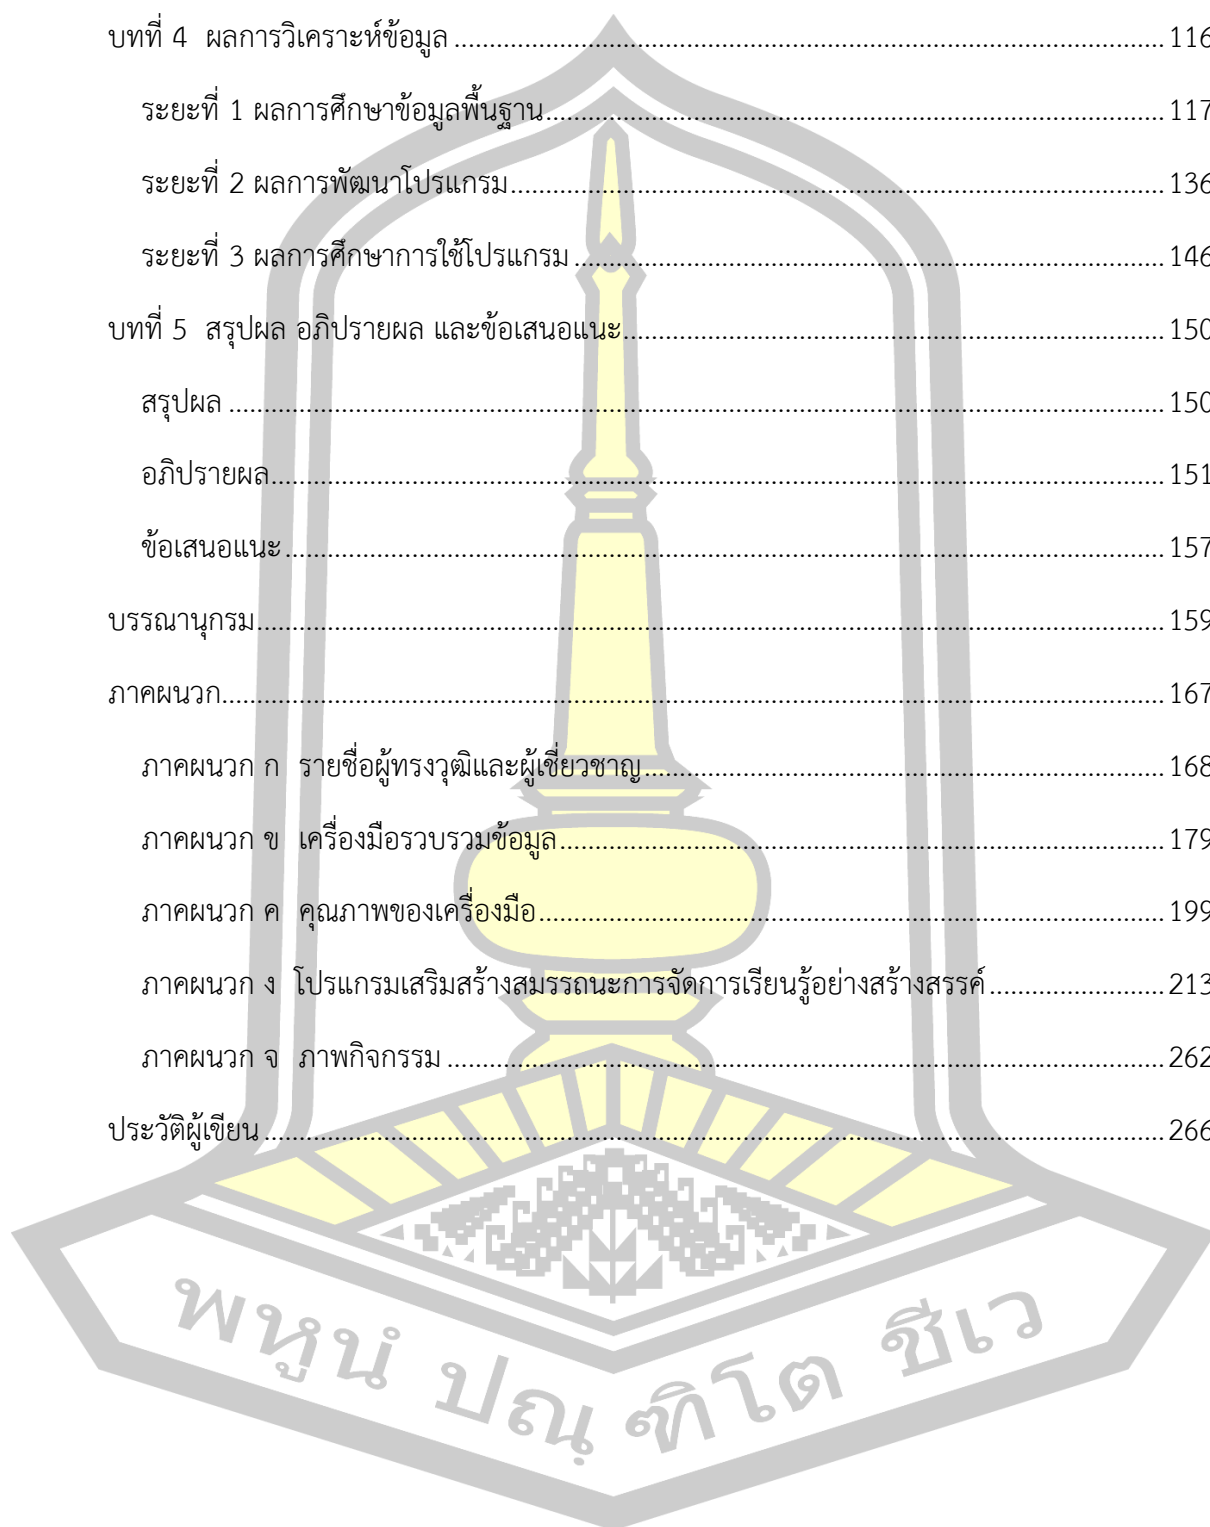 บทที่ 4 ผลการวิเคราะห์ข้อมูล ........ 116
ระยะที่ 1 ผลการศึกษาข้อมูลพื้นฐาน ........ 117
ระยะที่ 2 ผลการพัฒนาโปรแกรม ........ 136
ระยะที่ 3 ผลการศึกษาการใช้โปรแกรม ........ 146
บทที่ 5 สรุปผล อภิปรายผล และข้อเสนอแนะ ........ 150
สรุปผล ........ 150
อภิปรายผล ........ 151
ข้อเสนอแนะ ........ 157
บรรณานุกรม ........ 159
ภาคผนวก ........ 167
ภาคผนวก ก รายชื่อผู้ทรงวุฒิและผู้เชี่ยวชาญ ........ 168
ภาคผนวก ข เครื่องมือรวบรวมข้อมูล ........ 179
ภาคผนวก ค คุณภาพของเครื่องมือ ........ 199
ภาคผนวก ง โปรแกรมเสริมสร้างสมรรถนะการจัดการเรียนรู้อย่างสร้างสรรค์ ........ 213
ภาคผนวก จ ภาพกิจกรรม ........ 262
ประวัติผู้เขียน ........ 266
พหูนํ ปณฺฑิโต ชีเว